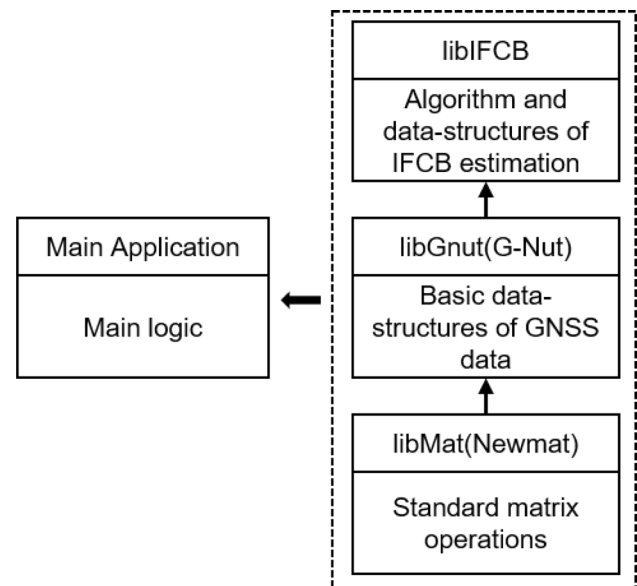 Main Application
Main logic
libIFCB
Algorithm and
data-structures of
IFCB estimation
libGnut(G-Nut)
Basic data-
structures of GNSS
data
libMat(Newmat)
Standard matrix
operations